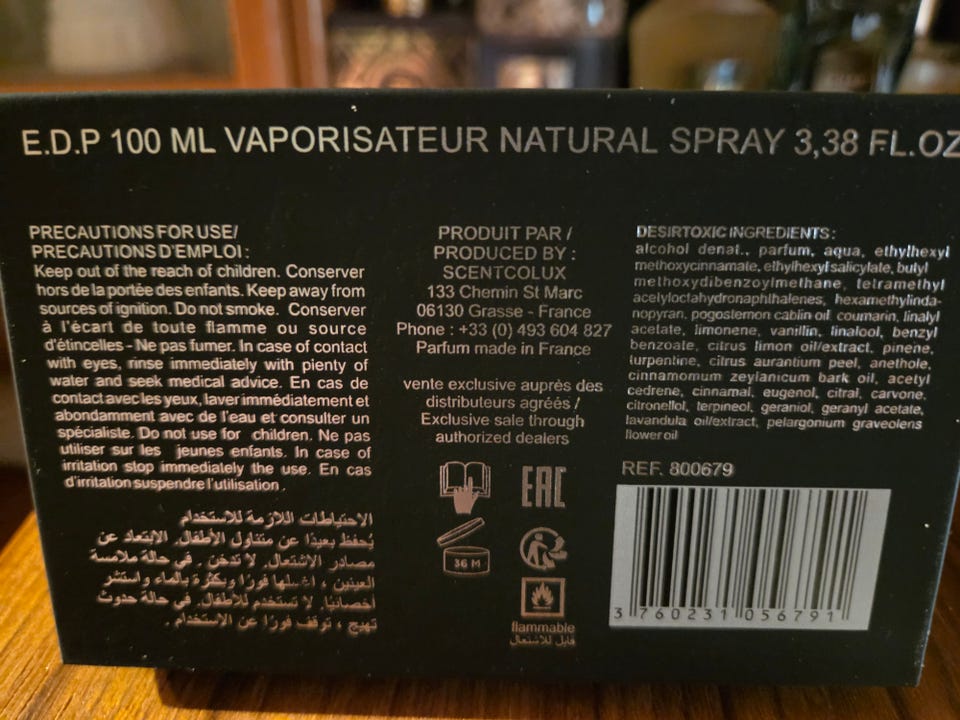 E.D.P 100 ML VAPORISATEUR NATURAL SPRAY 3,38 FL.OZ
PRECAUTIONS FOR USE/
PRECAUTIONS D'EMPLOI :
Keep out of the reach of children. Conserver
hors de la portée des enfants. Keep away from
sources of ignition. Do not smoke. Conserver
à l'écart de toute flamme ou source
d'étincelles - Ne pas fumer. In case of contact
with eyes, rinse immediately with plenty of
water and seek medical advice. En cas de
contact avec les yeux, laver immédiatement et
abondamment avec de l'eau et consulter un
spécialiste. Do not use for children. Ne pas
utiliser sur les jeunes enfants. In case of
irritation stop immediately the use. En cas
d'irritation suspendre l'utilisation.
الاحتياطات اللازمة للاستخدام
يُحفظ بعيدًا عن متناول الأطفال. الابتعاد عن
مصادر الاشتعال. لا تدخن. في حالة ملامسة
العينين ، اغسلها فورًا وبكثرة بالماء واستشر
أخصائيًا. لا تستخدم للأطفال. في حالة حدوث
تهيج ، توقف فورًا عن الاستخدام.
PRODUIT PAR /
PRODUCED BY :
SCENTCOLUX
133 Chemin St Marc
06130 Grasse - France
Phone : +33 (0) 493 604 827
Parfum made in France
vente exclusive auprés des
distributeurs agréés /
Exclusive sale through
authorized dealers
EAC
36 M
flammable
قابل للاشتعال
DESIRTOXIC INGREDIENTS :
alcohol denat., parfum, aqua, ethylhexyl
methoxycinnamate, ethylhexyl salicylate, butyl
methoxydibenzoylmethane, tetramethyl
acetyloctahydronaphthalenes, hexamethylinda-
nopyran, pogostemon cablin oil coumarin, linalyl
acetate, limonene, vanillin, linalool, benzyl
benzoate, citrus limon oil/extract, pinene,
turpentine, citrus aurantium peel, anethole,
cinnamomum zeylanicum bark oil, acetyl
cedrene, cinnamal, eugenol, citral, carvone,
citronellol, terpineol, geraniol, geranyl acetate,
lavandula oil/extract, pelargonium graveolens
flower oil
REF. 800679
3 760231 056791